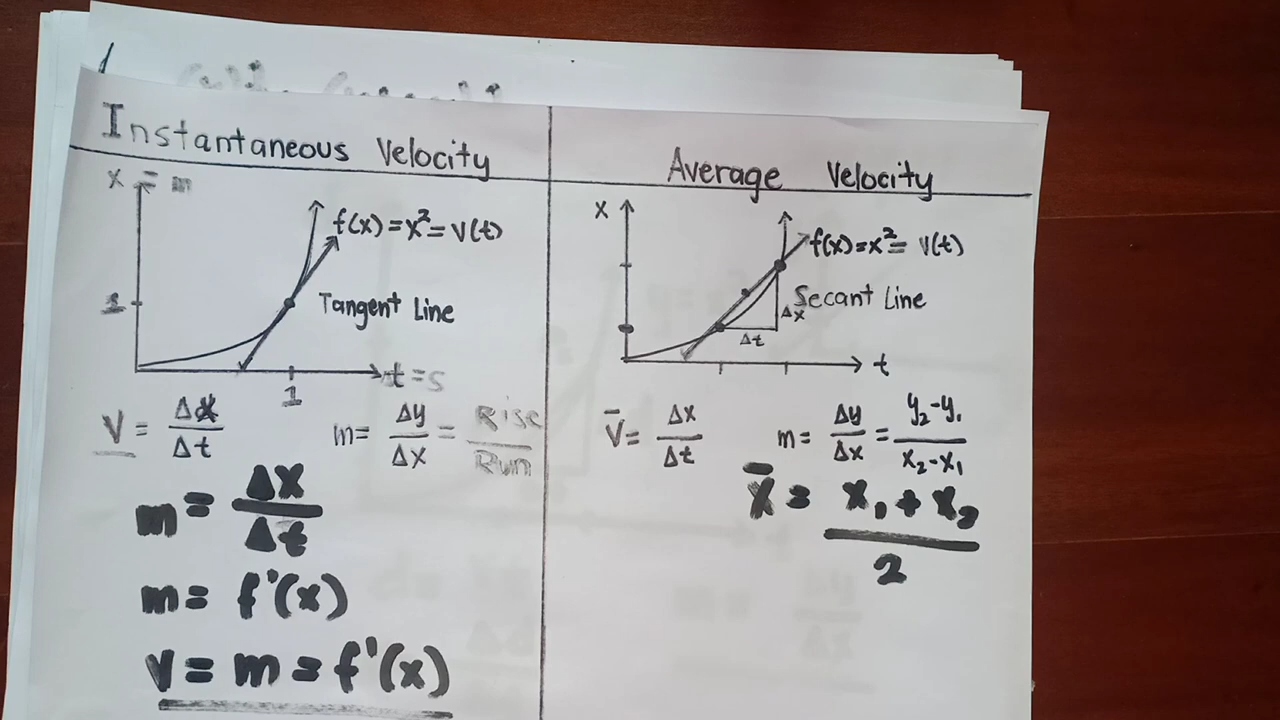 Instantaneous Velocity
x = m
f(x)=x²=v(t)
1
Tangent Line
t = s
1
V = Δx/Δt
m = Δy/Δx = Rise/Run
m = Δx/Δt
m = f'(x)
v = m = f'(x)
Average Velocity
x
f(x)=x²= v(t)
Secant Line
Δx
Δt
t
V̄ = Δx/Δt
m = Δy/Δx = y₂-y₁/x₂-x₁
x̄ = x₁ + x₂/2